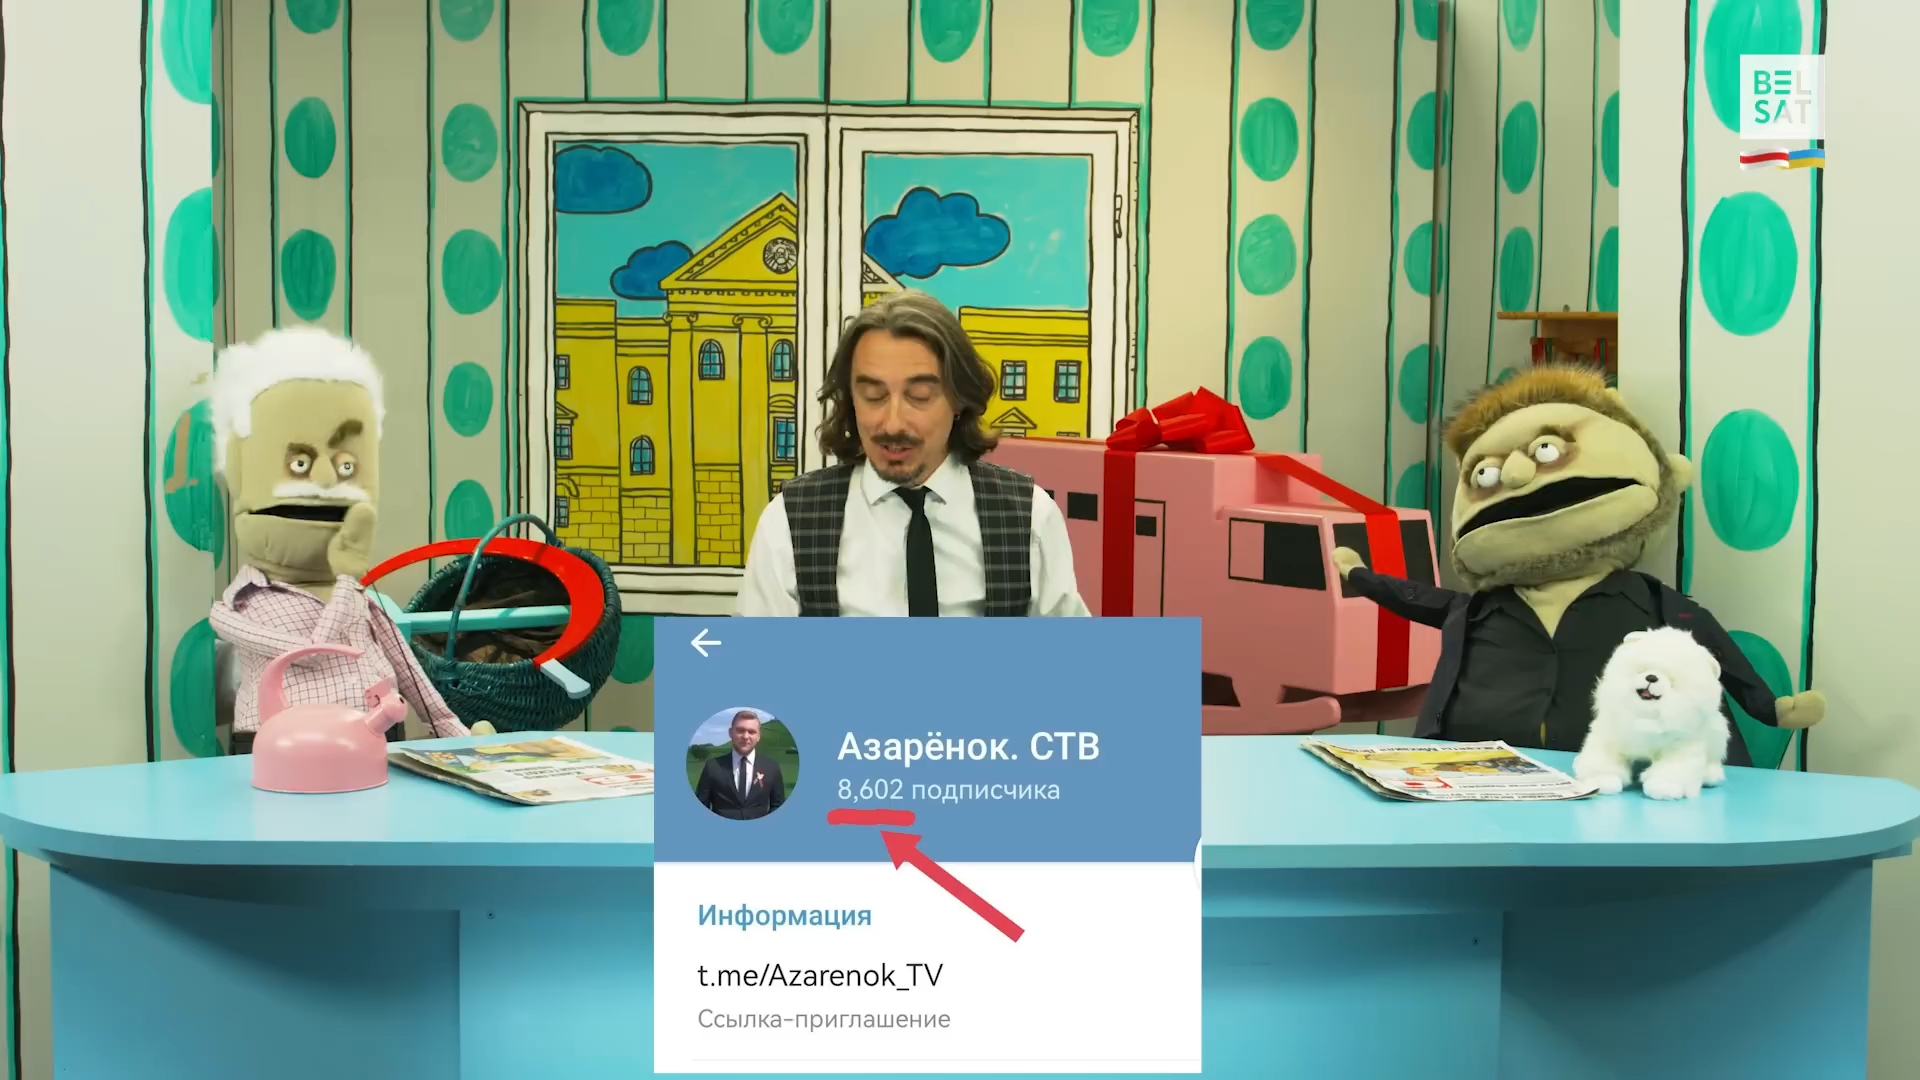 BEL
SAT
Азарёнок. СТВ
8,602 подписчика
Информация
t.me/Azarenok_TV
Ссылка-приглашение